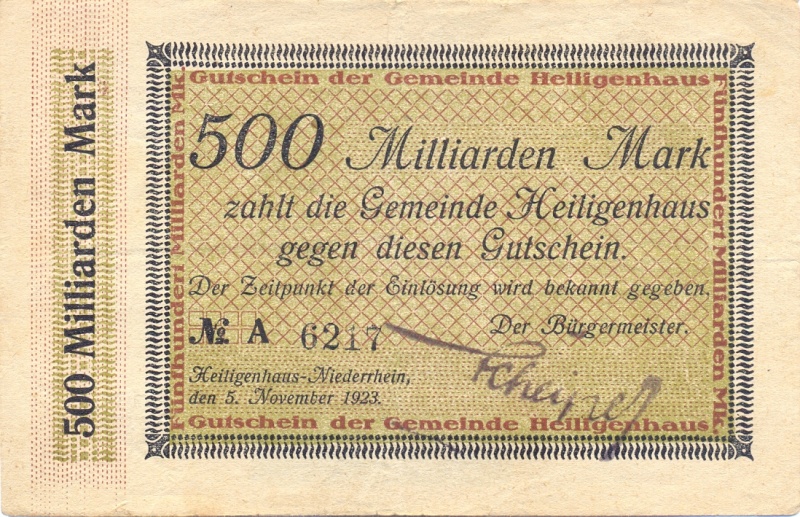 500 Milliarden Mark
Gutschein der Gemeinde Heiligenhaus
Fünfhundert Milliarden Mk.
500 Milliarden Mark
zahlt die Gemeinde Heiligenhaus
gegen diesen Gutschein.
Der Zeitpunkt der Einlösung wird bekannt gegeben.
№ A 6217
Der Bürgermeister.
Heiligenhaus-Niederrhein,
den 5. November 1923.
Fünfhundert Milliarden Mk.
Gutschein der Gemeinde Heiligenhaus